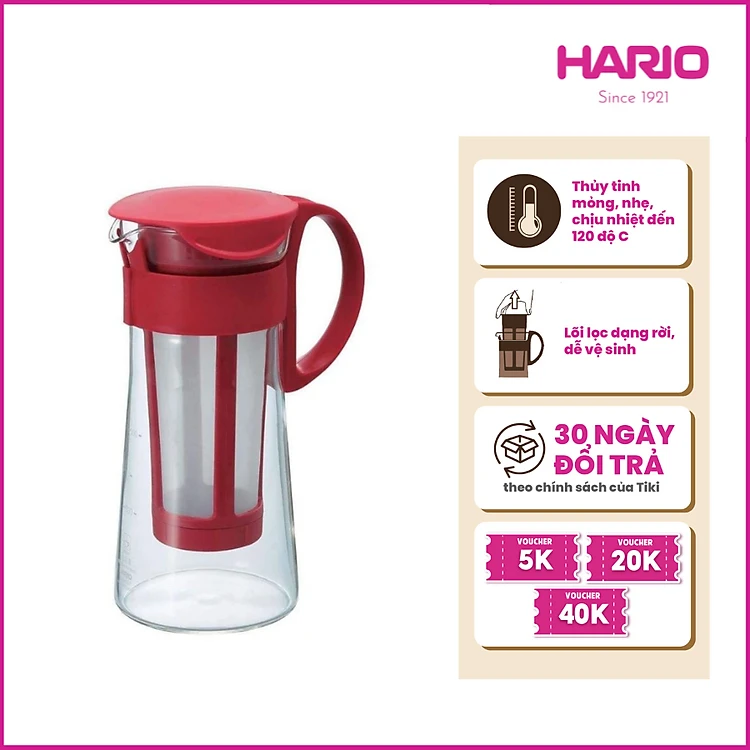 HARIO
Since 1921
Thủy tinh
mỏng, nhẹ,
chịu nhiệt đến
120 độ C
Lõi lọc dạng rời,
dễ vệ sinh
30 NGÀY
ĐỔI TRẢ
theo chính sách của Tiki
VOUCHER
5K
VOUCHER
20K
VOUCHER
40K